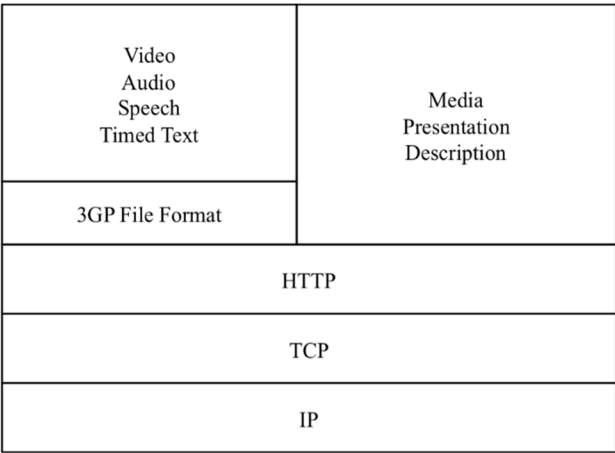 Video
Audio
Speech
Timed Text
Media
Presentation
Description
3GP File Format
HTTP
TCP
IP